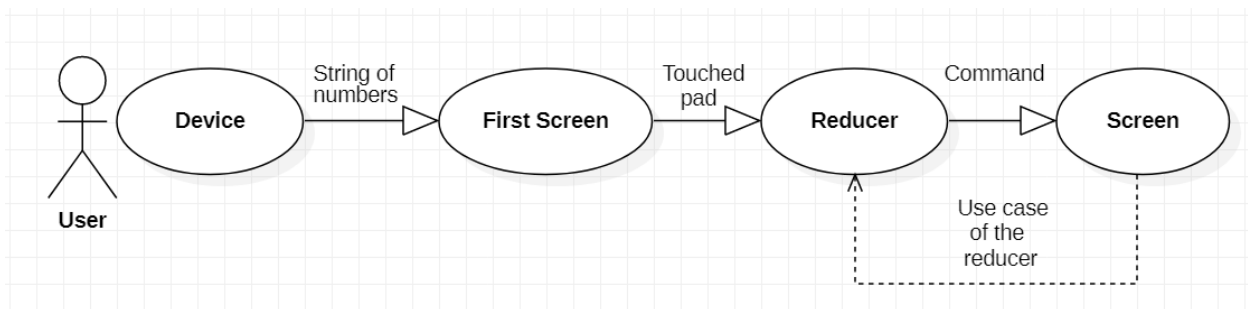 String of
numbers
Touched
pad
Command
Device
First Screen
Reducer
Screen
User
Use case
of the
reducer